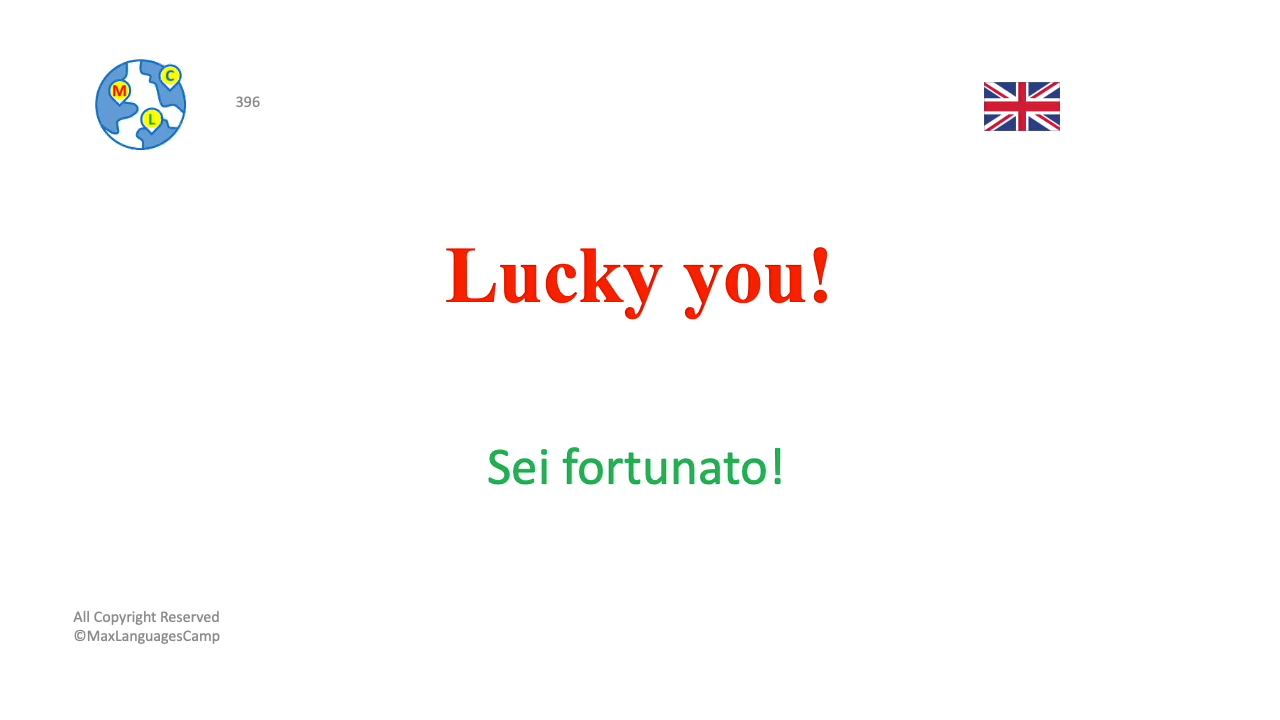 M
C
L
396
Lucky you!
Sei fortunato!
All Copyright Reserved
©MaxLanguagesCamp